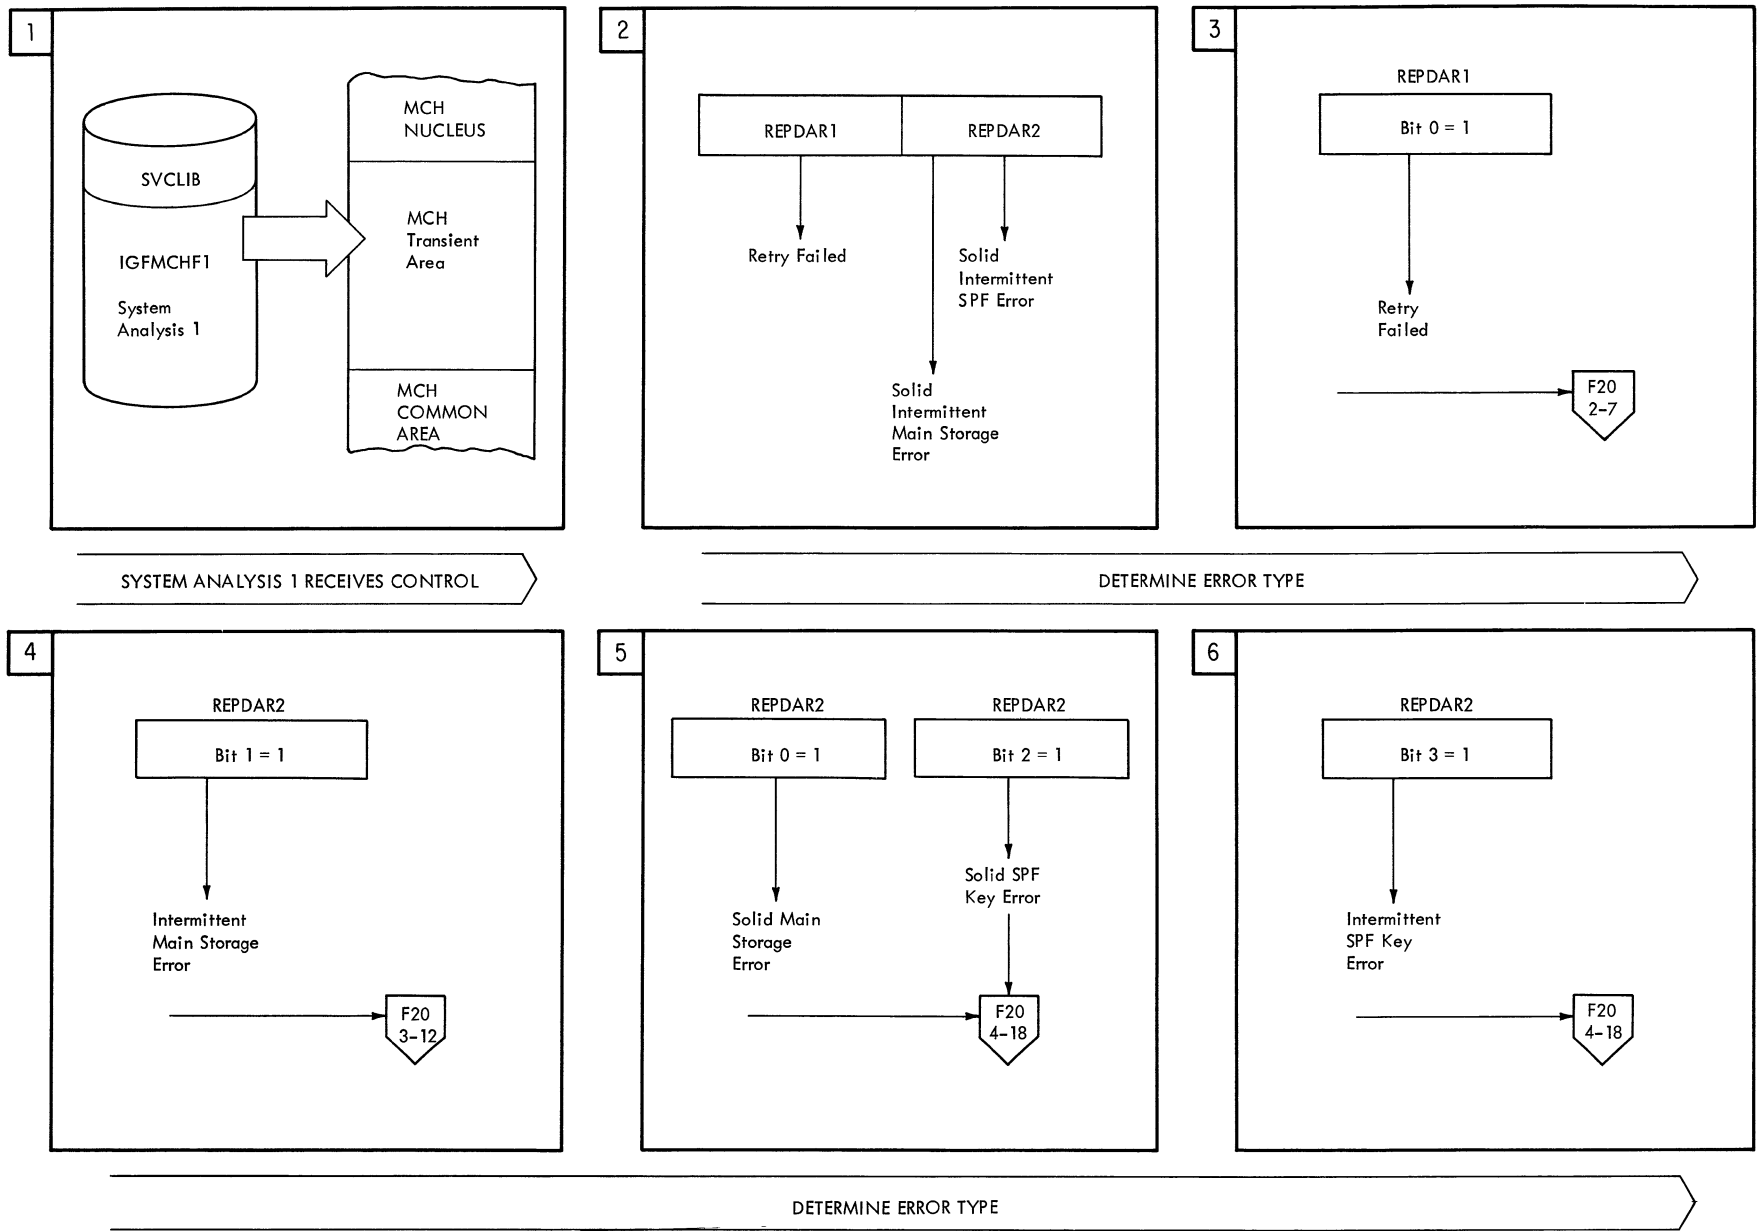 1
SVCLIB
IGFMCHF1
System
Analysis 1
MCH
NUCLEUS
MCH
Transient
Area
MCH
COMMON
AREA
2
REPDAR1
REPDAR2
Retry Failed
Solid
Intermittent
SPF Error
Solid
Intermittent
Main Storage
Error
3
REPDAR1
Bit 0 = 1
Retry
Failed
F20
2-7
SYSTEM ANALYSIS 1 RECEIVES CONTROL
DETERMINE ERROR TYPE
4
REPDAR2
Bit 1 = 1
Intermittent
Main Storage
Error
F20
3-12
5
REPDAR2
Bit 0 = 1
Solid Main
Storage
Error
REPDAR2
Bit 2 = 1
Solid SPF
Key Error
F20
4-18
6
REPDAR2
Bit 3 = 1
Intermittent
SPF Key
Error
F20
4-18
DETERMINE ERROR TYPE